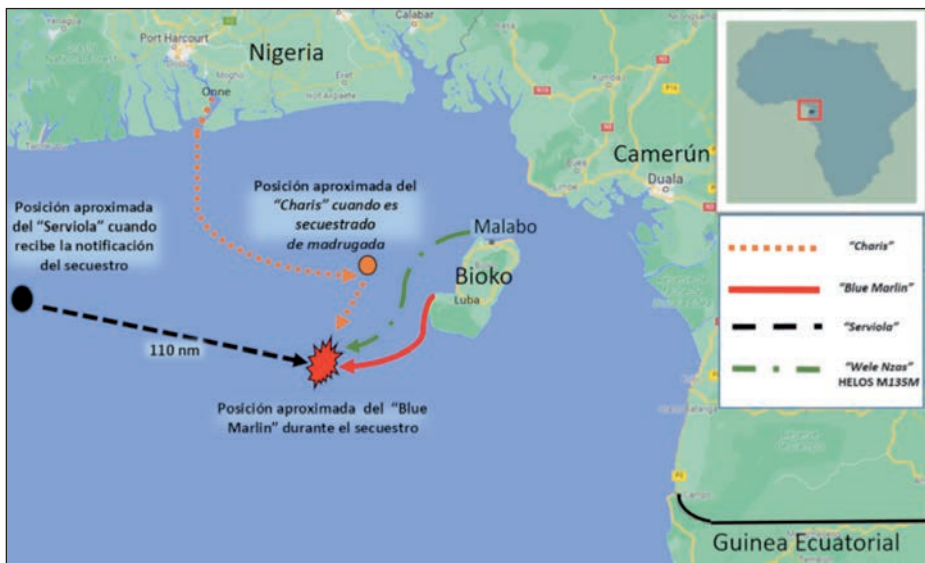 Port Harcourt
Nigeria
Calabar
Onne
Camerún
Duala
Posición aproximada
del “Serviola” cuando
recibe la notificación
del secuestro
Posición aproximada del
“Charis” cuando es
secuestrado
de madrugada
Malabo
Bioko
Luba
110 nm
Posición aproximada del “Blue
Marlin” durante el secuestro
“Charis”
“Blue Marlin”
“Serviola”
“Wele Nzas”
HELOS M135M
Campo
Guinea Ecuatorial